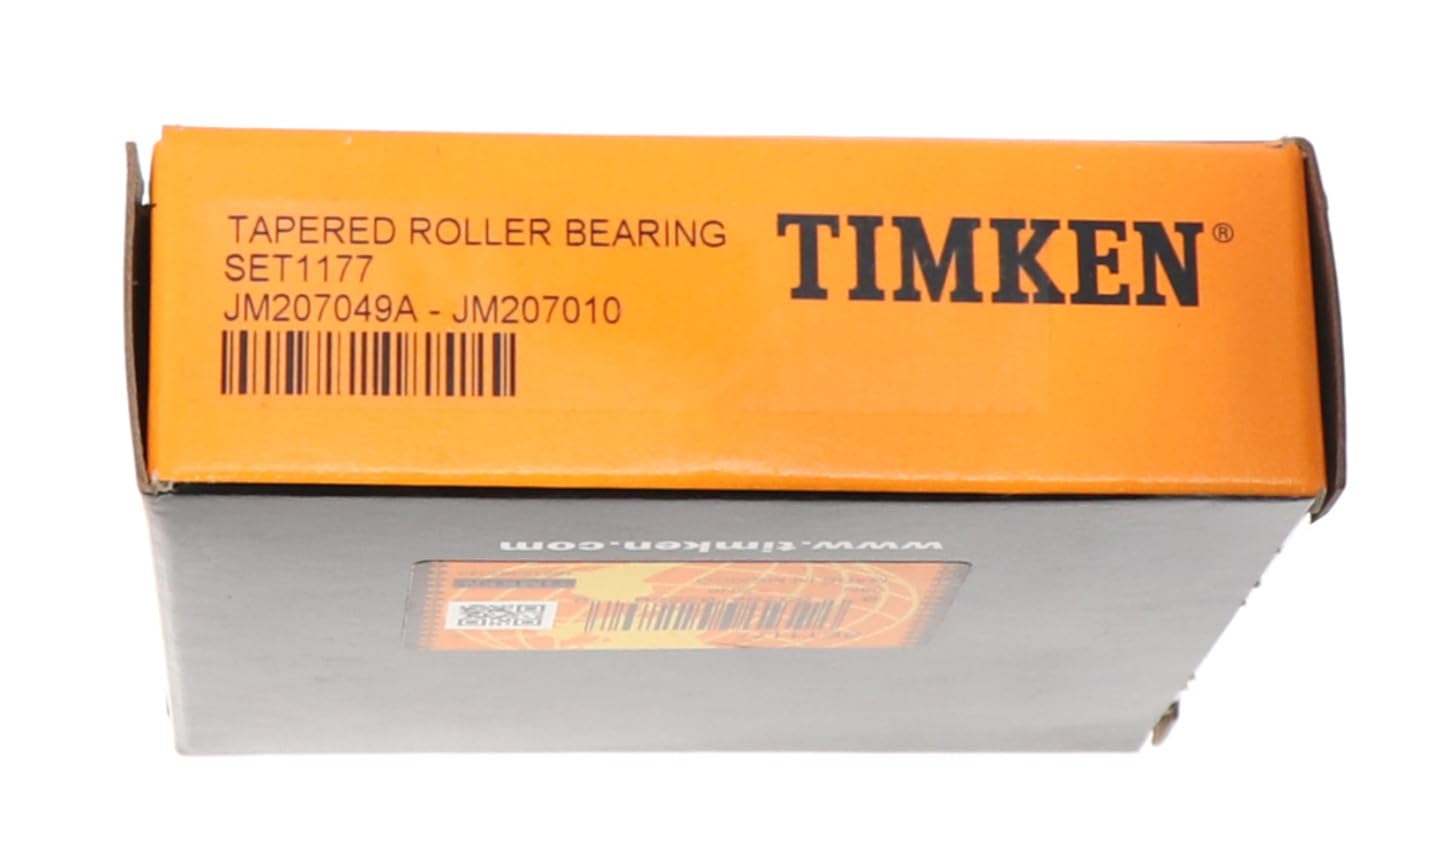 TAPERED ROLLER BEARING
SET1177
JM207049A - JM207010
TIMKEN®
www.timken.com